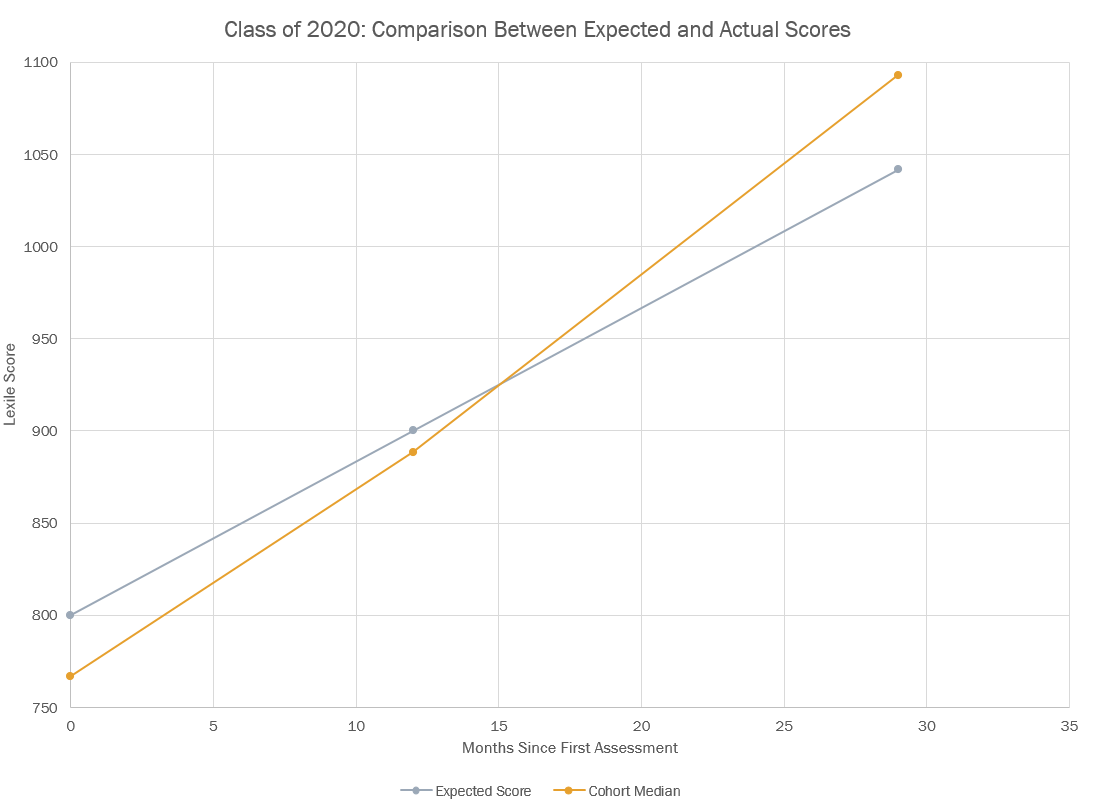 Class of 2020: Comparison Between Expected and Actual Scores
1100
1050
1000
950
900
850
800
750
Lexile Score
0 5 10 15 20 25 30 35
Months Since First Assessment
Expected Score Cohort Median